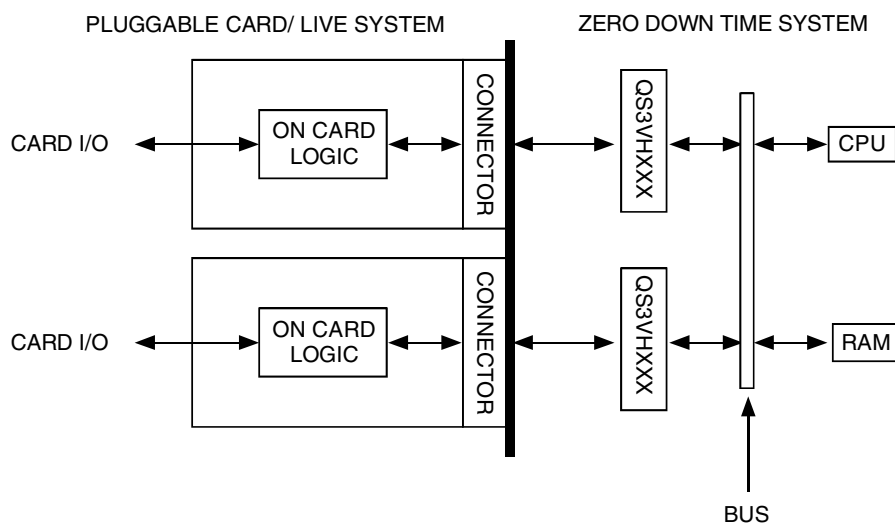 PLUGGABLE CARD/ LIVE SYSTEM
ZERO DOWN TIME SYSTEM
CARD I/O
ON CARD
LOGIC
CONNECTOR
QS3VHXXX
CPU
CARD I/O
ON CARD
LOGIC
CONNECTOR
QS3VHXXX
RAM
BUS